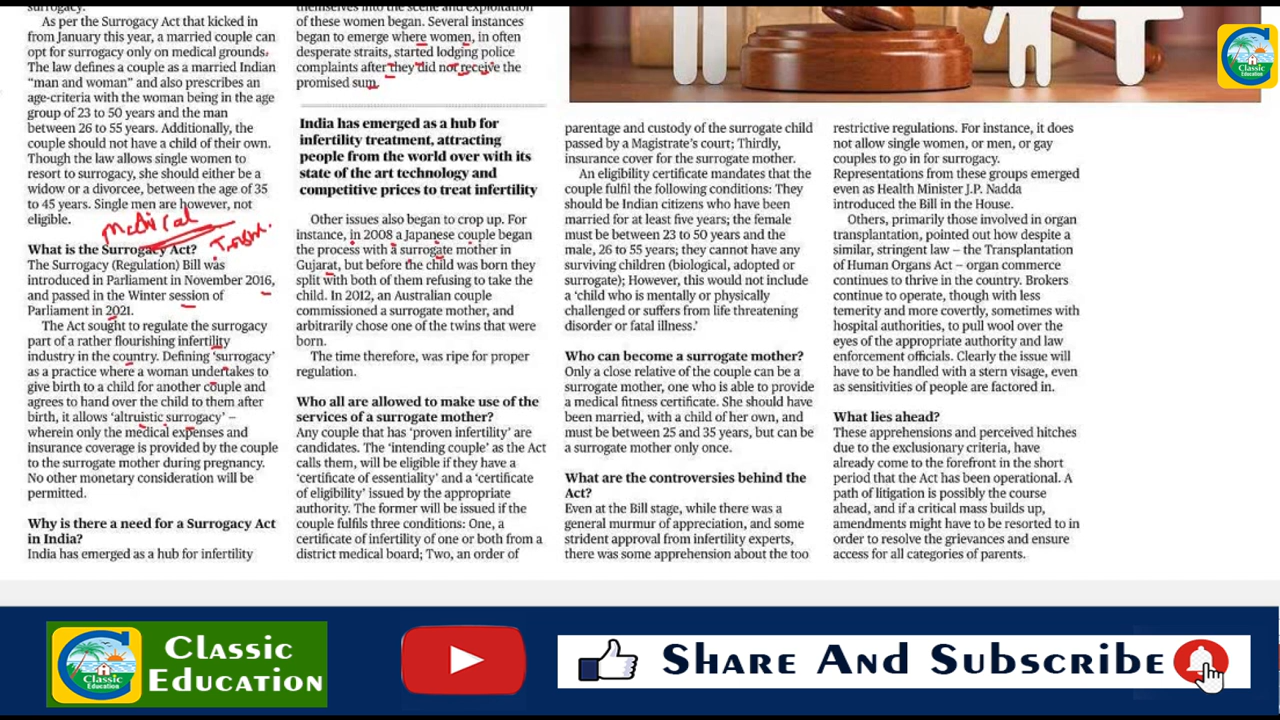 surrogacy.
As per the Surrogacy Act that kicked in
from January this year, a married couple can
opt for surrogacy only on medical grounds.
The law defines a couple as a married Indian
“man and woman” and also prescribes an
age-criteria with the woman being in the age
group of 23 to 50 years and the man
between 26 to 55 years. Additionally, the
couple should not have a child of their own.
Though the law allows single women to
resort to surrogacy, she should either be a
widow or a divorcee, between the age of 35
to 45 years. Single men are however, not
eligible.
Medical
What is the Surrogacy Act?
The Surrogacy (Regulation) Bill was
introduced in Parliament in November 2016,
and passed in the Winter session of
Parliament in 2021.
The Act sought to regulate the surrogacy
part of a rather flourishing infertility
industry in the country. Defining ‘surrogacy’
as a practice where a woman undertakes to
give birth to a child for another couple and
agrees to hand over the child to them after
birth, it allows ‘altruistic surrogacy’ –
wherein only the medical expenses and
insurance coverage is provided by the couple
to the surrogate mother during pregnancy.
No other monetary consideration will be
permitted.
Why is there a need for a Surrogacy Act
in India?
India has emerged as a hub for infertility
themselves into the scene and exploitation
of these women began. Several instances
began to emerge where women, in often
desperate straits, started lodging police
complaints after they did not receive the
promised sum.
India has emerged as a hub for
infertility treatment, attracting
people from the world over with its
state of the art technology and
competitive prices to treat infertility
Other issues also began to crop up. For
instance, in 2008 a Japanese couple began
the process with a surrogate mother in
Gujarat, but before the child was born they
split with both of them refusing to take the
child. In 2012, an Australian couple
commissioned a surrogate mother, and
arbitrarily chose one of the twins that were
born.
The time therefore, was ripe for proper
regulation.
Who all are allowed to make use of the
services of a surrogate mother?
Any couple that has ‘proven infertility’ are
candidates. The ‘intending couple’ as the Act
calls them, will be eligible if they have a
‘certificate of essentiality’ and a ‘certificate
of eligibility’ issued by the appropriate
authority. The former will be issued if the
couple fulfils three conditions: One, a
certificate of infertility of one or both from a
district medical board; Two, an order of
parentage and custody of the surrogate child
passed by a Magistrate’s court; Thirdly,
insurance cover for the surrogate mother.
An eligibility certificate mandates that the
couple fulfil the following conditions: They
should be Indian citizens who have been
married for at least five years; the female
must be between 23 to 50 years and the
male, 26 to 55 years; they cannot have any
surviving children (biological, adopted or
surrogate); However, this would not include
a ‘child who is mentally or physically
challenged or suffers from life threatening
disorder or fatal illness.’
Who can become a surrogate mother?
Only a close relative of the couple can be a
surrogate mother, one who is able to provide
a medical fitness certificate. She should have
been married, with a child of her own, and
must be between 25 and 35 years, but can be
a surrogate mother only once.
What are the controversies behind the
Act?
Even at the Bill stage, while there was a
general murmur of appreciation, and some
strident approval from infertility experts,
there was some apprehension about the too
restrictive regulations. For instance, it does
not allow single women, or men, or gay
couples to go in for surrogacy.
Representations from these groups emerged
even as Health Minister J.P. Nadda
introduced the Bill in the House.
Others, primarily those involved in organ
transplantation, pointed out how despite a
similar, stringent law – the Transplantation
of Human Organs Act – organ commerce
continues to thrive in the country. Brokers
continue to operate, though with less
temerity and more covertly, sometimes with
hospital authorities, to pull wool over the
eyes of the appropriate authority and law
enforcement officials. Clearly the issue will
have to be handled with a stern visage, even
as sensitivities of people are factored in.
What lies ahead?
These apprehensions and perceived hitches
due to the exclusionary criteria, have
already come to the forefront in the short
period that the Act has been operational. A
path of litigation is possibly the course
ahead, and if a critical mass builds up,
amendments might have to be resorted to in
order to resolve the grievances and ensure
access for all categories of parents.
Classic
Education
Classic
Education
Classic
Education
Share And Subscribe